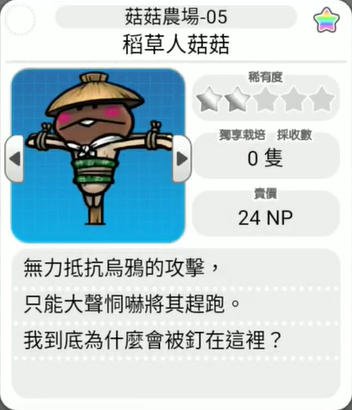 菇菇農場-05
稻草人菇菇
稀有度
獨享栽培 採收數
0 隻
賣價
24 NP
無力抵抗烏鴉的攻擊，
只能大聲恫嚇將其趕跑。
我到底為什麼會被釘在這裡？